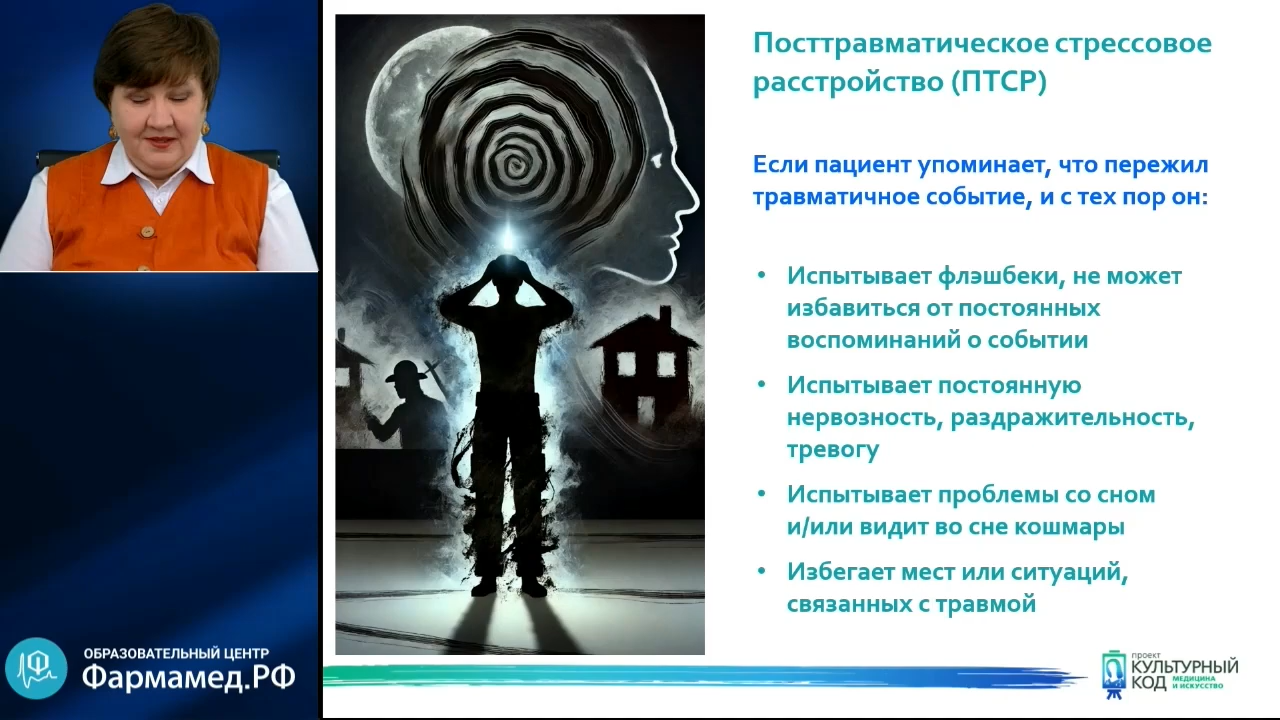 Посттравматическое стрессовое
расстройство (ПТСР)
Если пациент упоминает, что пережил
травматичное событие, и с тех пор он:
• Испытывает флэшбеки, не может
избавиться от постоянных
воспоминаний о событии
• Испытывает постоянную
нервозность, раздражительность,
тревогу
• Испытывает проблемы со сном
и/или видит во сне кошмары
• Избегает мест или ситуаций,
связанных с травмой
ОБРАЗОВАТЕЛЬНЫЙ ЦЕНТР
Фармамед.РФ
проект
КУЛЬТУРНЫЙ
КОД
МЕДИЦИНА
И ИСКУССТВО